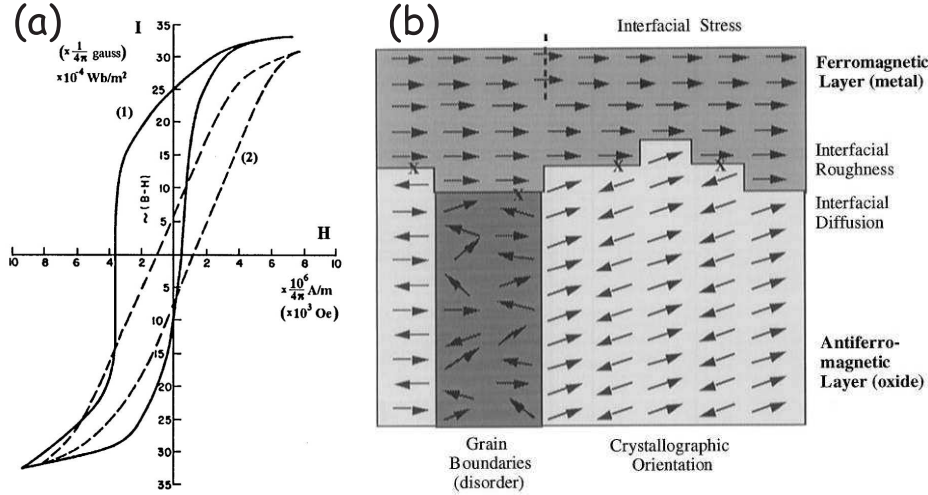 (a)
I
(x 1/4π gauss)
x10⁻⁴ Wb/m²
35
30
25
20
15
10
5
5
10
15
20
25
30
35
(1)
(2)
~(B-H)
H
10
8
6
4
2
2
4
6
8
10
x 10⁶/4π A/m
(x10³ Oe)
(b)
Interfacial Stress
Ferromagnetic
Layer (metal)
Interfacial
Roughness
Interfacial
Diffusion
X
X
X
X
Antiferro-
magnetic
Layer (oxide)
Grain
Boundaries
(disorder)
Crystallographic
Orientation